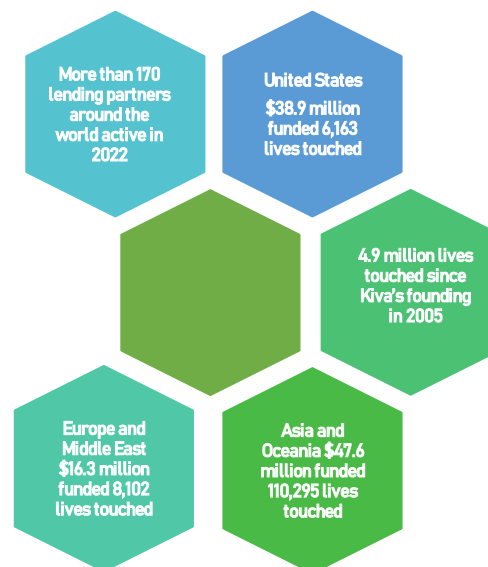 More than 170
lending partners
around the
world active in
2022
United States
$38.9 million
funded 6,163
lives touched
4.9 million lives
touched since
Kiva's founding
in 2005
Europe and
Middle East
$16.3 million
funded 8,102
lives touched
Asia and
Oceania $47.6
million funded
110,295 lives
touched